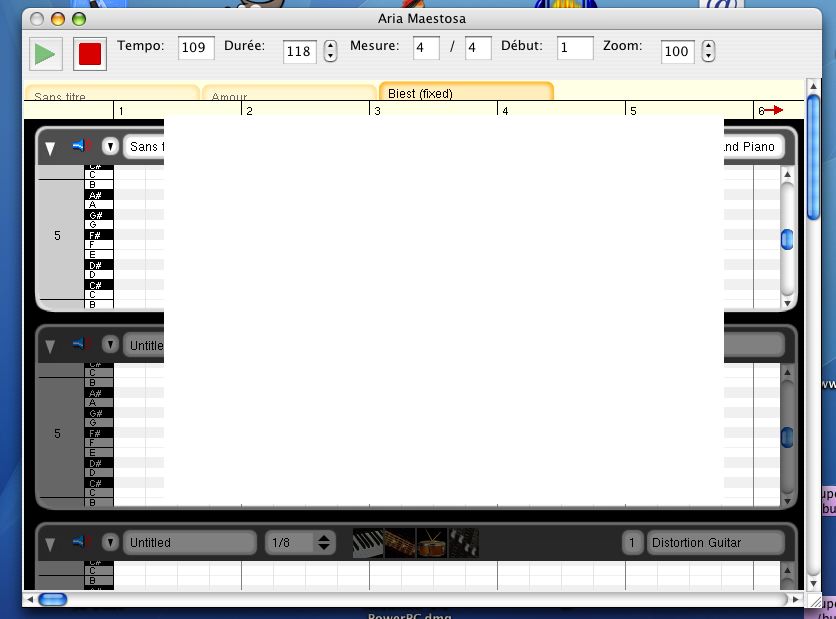 Aria Maestosa
Tempo: 109 Durée: 118 Mesure: 4 / 4 Début: 1 Zoom: 100
Sans titre Amour Biest (fixed)
1 2 3 4 5 6
Sans nd Piano
C#
C
B
A#
A
G#
G
5 F#
F
E
D#
D
C#
C
B
Untitle
C#
C
B
A#
A
G#
G
5 F#
F
E
D#
D
C#
C
B
Untitled 1/8 1 Distortion Guitar
C#
C
B
PowerPC.dmg